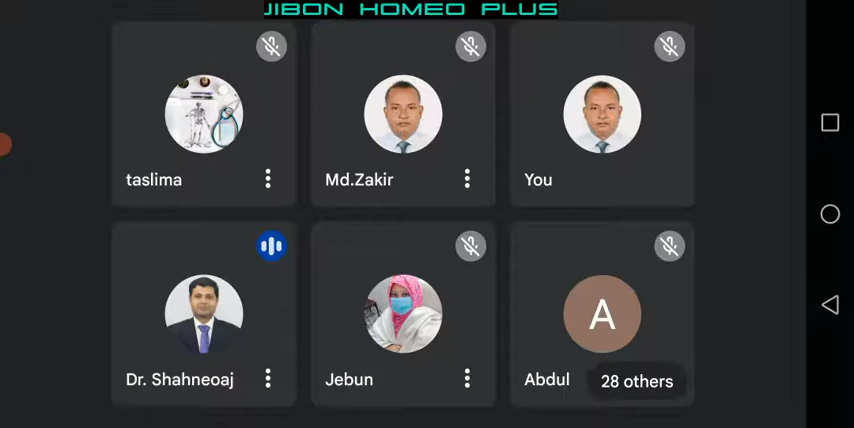 JIBON HOMEO PLUS
taslima
Md.Zakir
You
Dr. Shahneoaj
Jebun
A
Abdul
28 others